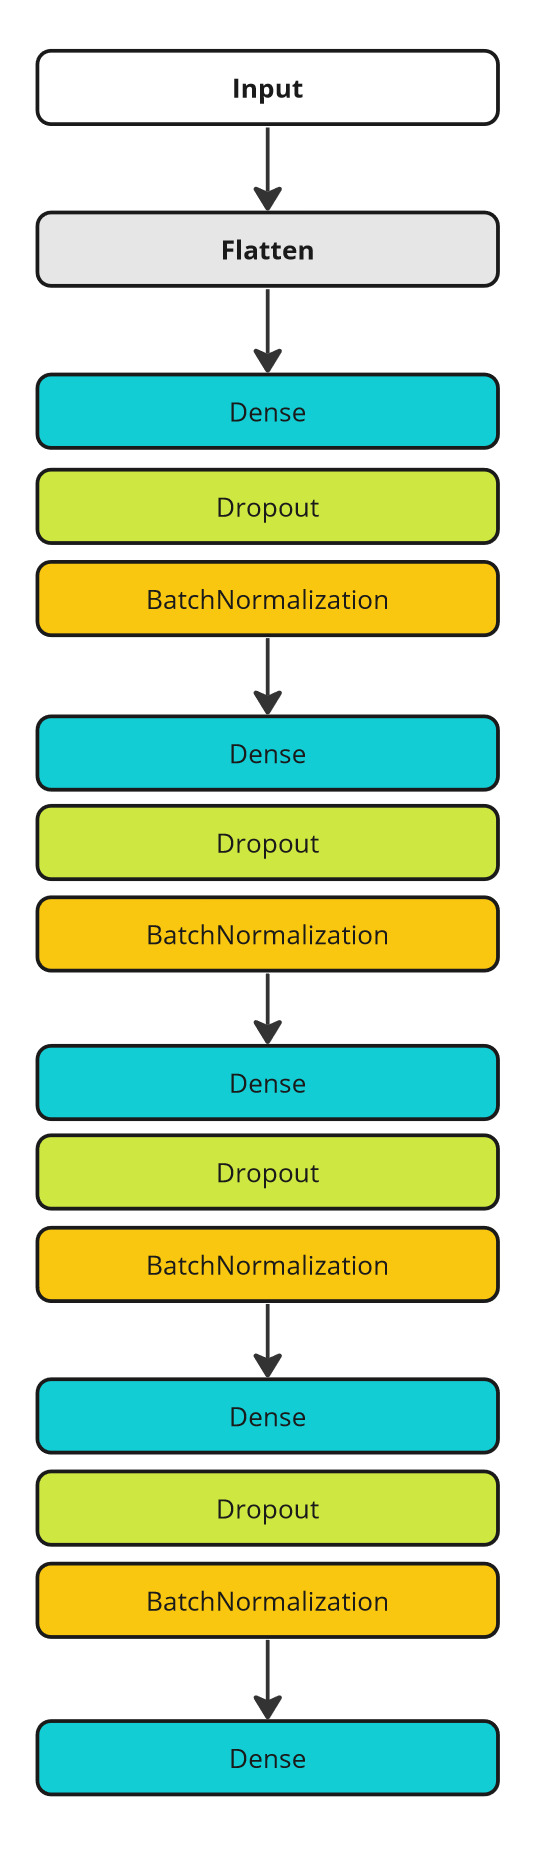 Input
Flatten
Dense
Dropout
BatchNormalization
Dense
Dropout
BatchNormalization
Dense
Dropout
BatchNormalization
Dense
Dropout
BatchNormalization
Dense